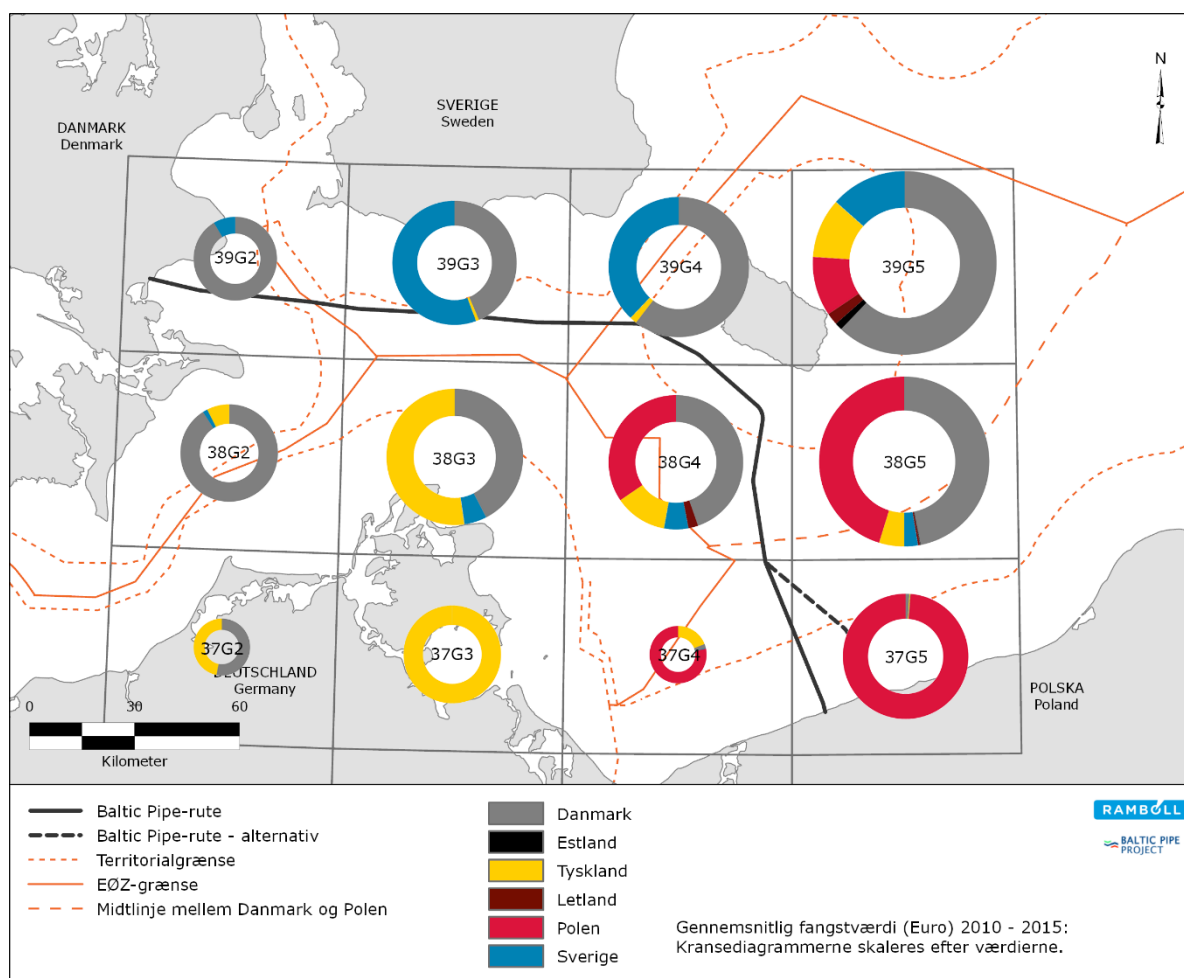 N
SVERIGE
Sweden
DANMARK
Denmark
39G2
39G3
39G4
39G5
38G2
38G3
38G4
38G5
37G2
37G3
37G4
37G5
DEUTSCHLAND
Germany
POLSKA
Poland
0 30 60
Kilometer
Baltic Pipe-rute
Baltic Pipe-rute - alternativ
Territorialgrænse
EØZ-grænse
Midtlinje mellem Danmark og Polen
Danmark
Estland
Tyskland
Letland
Polen
Sverige
RAMBOLL
BALTIC PIPE
PROJECT
Gennemsnitlig fangstværdi (Euro) 2010 - 2015:
Kransediagrammerne skaleres efter værdierne.